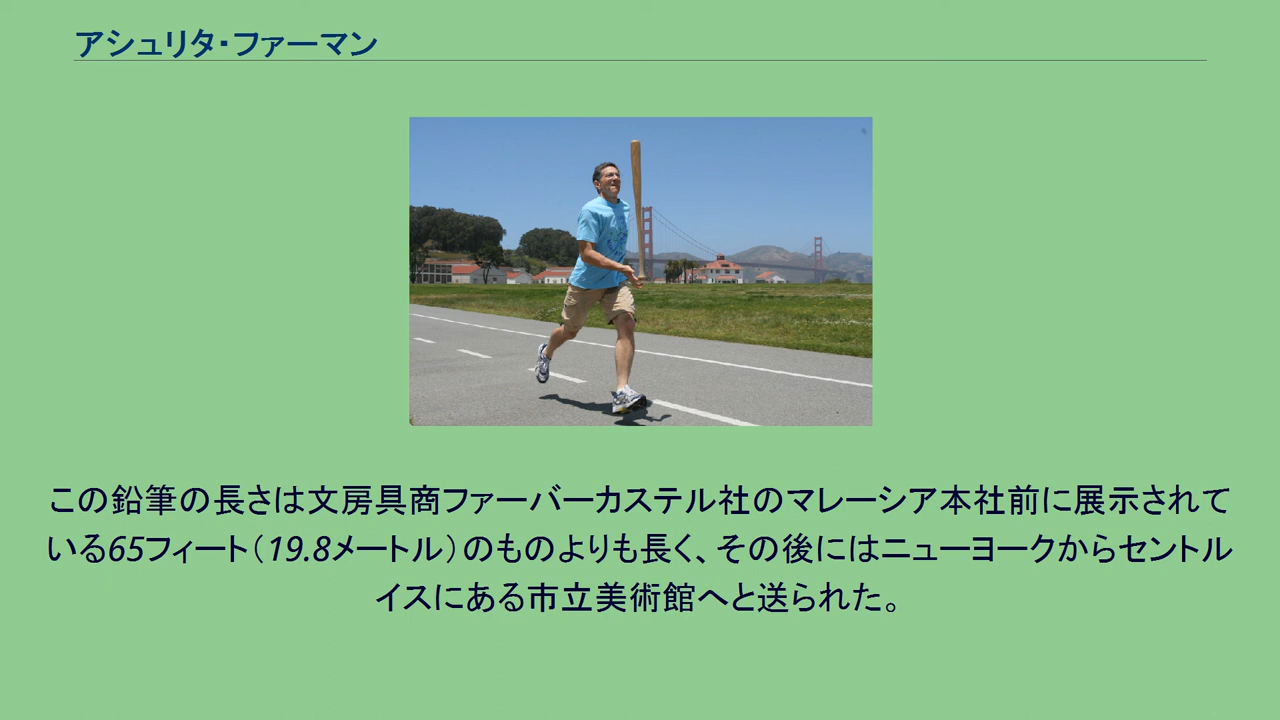 アシュリタ・ファーマン
この鉛筆の長さは文房具商ファーバーカステル社のマレーシア本社前に展示されて
いる65フィート（19.8メートル）のものよりも長く、その後にはニューヨークからセントル
イスにある市立美術館へと送られた。